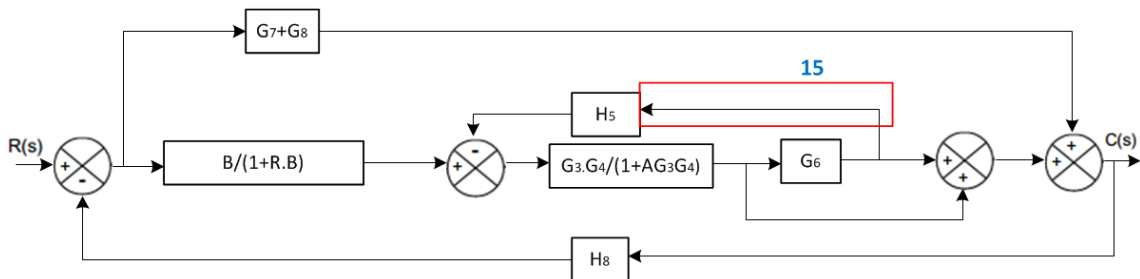 G7+G8
15
H5
R(s)
+
-
B/(1+R.B)
-
+
G3.G4/(1+AG3G4)
G6
+
+
+
+
C(s)
H8